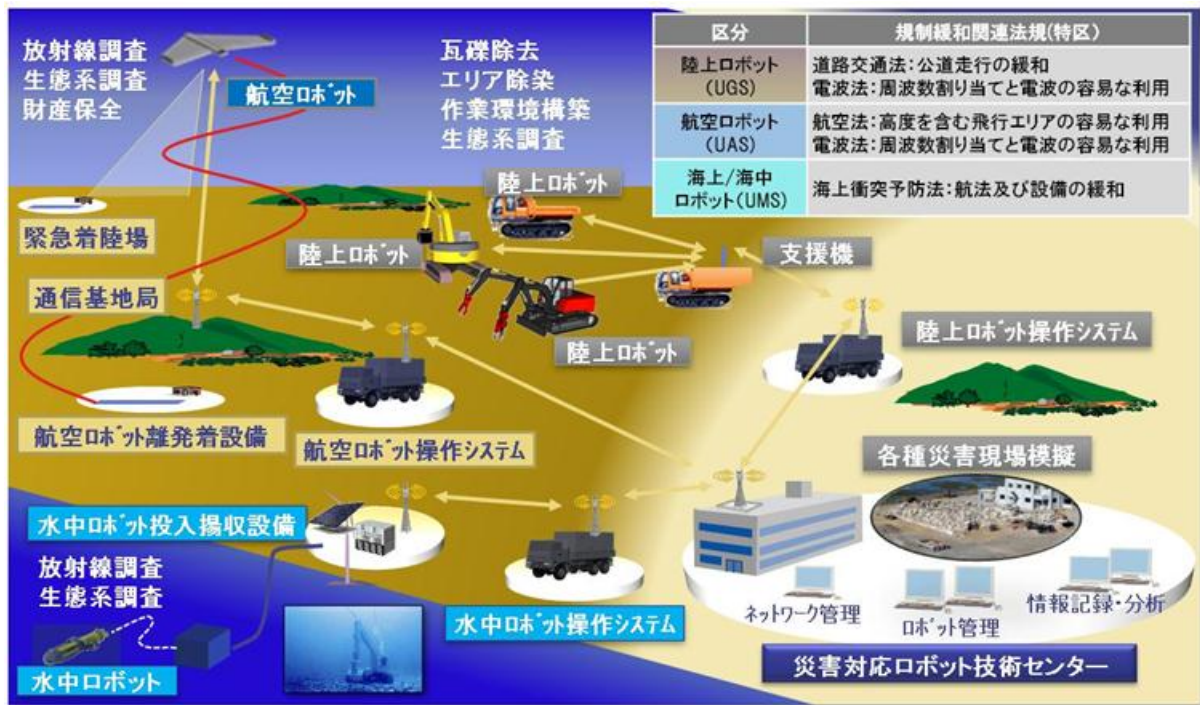 放射線調査
生態系調査
財産保全
航空ロボット
瓦礫除去
エリア除染
作業環境構築
生態系調査
区分
規制緩和関連法規(特区)
陸上ロボット
(UGS)
道路交通法:公道走行の緩和
電波法:周波数割り当てと電波の容易な利用
航空ロボット
(UAS)
航空法:高度を含む飛行エリアの容易な利用
電波法:周波数割り当てと電波の容易な利用
海上/海中
ロボット(UMS)
海上衝突予防法:航法及び設備の緩和
陸上ロボット
緊急着陸場
陸上ロボット
支援機
通信基地局
陸上ロボット
陸上ロボット操作システム
航空ロボット離発着設備
航空ロボット操作システム
各種災害現場模擬
水中ロボット投入揚収設備
放射線調査
生態系調査
水中ロボット操作システム
水中ロボット
ネットワーク管理
ロボット管理
情報記録・分析
災害対応ロボット技術センター